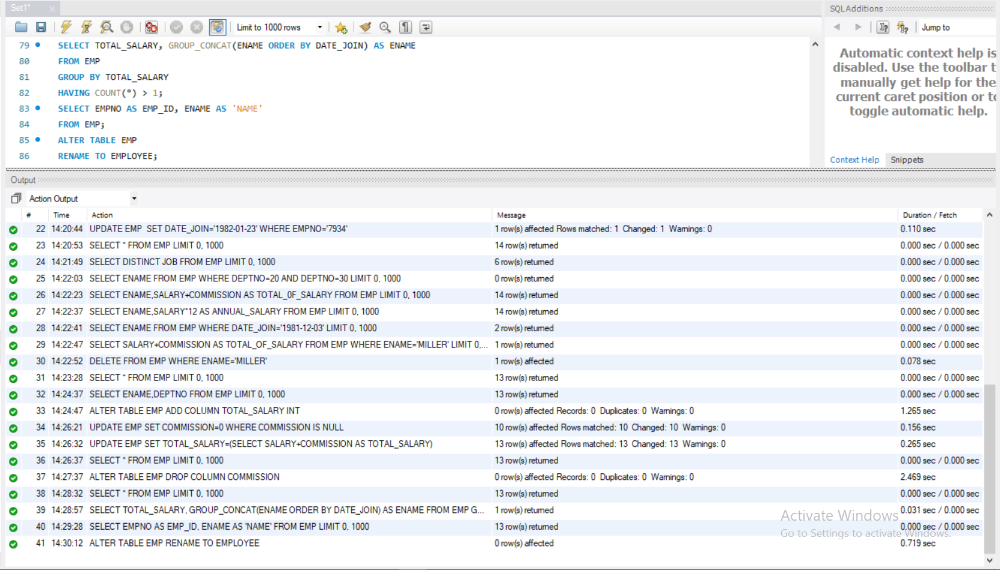 Set1*
SQLAdditions
Limit to 1000 rows
Jump to
79 SELECT TOTAL_SALARY, GROUP_CONCAT(ENAME ORDER BY DATE_JOIN) AS ENAME
80 FROM EMP
81 GROUP BY TOTAL_SALARY
82 HAVING COUNT(*) > 1;
83 SELECT EMPNO AS EMP_ID, ENAME AS 'NAME'
84 FROM EMP;
85 ALTER TABLE EMP
86 RENAME TO EMPLOYEE;
Automatic context help is
disabled. Use the toolbar t
manually get help for the
current caret position or to
toggle automatic help.
Context Help Snippets
Output
Action Output
# Time Action Message Duration / Fetch
22 14:20:44 UPDATE EMP  SET DATE_JOIN='1982-01-23' WHERE EMPNO='7934' 1 row(s) affected Rows matched: 1  Changed: 1  Warnings: 0 0.110 sec
23 14:20:53 SELECT * FROM EMP LIMIT 0, 1000 14 row(s) returned 0.000 sec / 0.000 sec
24 14:21:49 SELECT DISTINCT JOB FROM EMP LIMIT 0, 1000 6 row(s) returned 0.000 sec / 0.000 sec
25 14:22:03 SELECT ENAME FROM EMP WHERE DEPTNO=20 AND DEPTNO=30 LIMIT 0, 1000 0 row(s) returned 0.000 sec / 0.000 sec
26 14:22:23 SELECT ENAME,SALARY+COMMISSION AS TOTAL_0F_SALARY FROM EMP LIMIT 0, 1000 14 row(s) returned 0.000 sec / 0.000 sec
27 14:22:37 SELECT ENAME,SALARY*12 AS ANNUAL_SALARY FROM EMP LIMIT 0, 1000 14 row(s) returned 0.000 sec / 0.000 sec
28 14:22:41 SELECT ENAME FROM EMP WHERE DATE_JOIN='1981-12-03' LIMIT 0, 1000 2 row(s) returned 0.000 sec / 0.000 sec
29 14:22:47 SELECT SALARY+COMMISSION AS TOTAL_OF_SALARY FROM EMP WHERE ENAME='MILLER' LIMIT 0,... 1 row(s) returned 0.000 sec / 0.000 sec
30 14:22:52 DELETE FROM EMP WHERE ENAME='MILLER' 1 row(s) affected 0.078 sec
31 14:23:28 SELECT * FROM EMP LIMIT 0, 1000 13 row(s) returned 0.000 sec / 0.000 sec
32 14:24:37 SELECT ENAME,DEPTNO FROM EMP LIMIT 0, 1000 13 row(s) returned 0.000 sec / 0.000 sec
33 14:24:47 ALTER TABLE EMP ADD COLUMN TOTAL_SALARY INT 0 row(s) affected Records: 0  Duplicates: 0  Warnings: 0 1.265 sec
34 14:26:21 UPDATE EMP SET COMMISSION=0 WHERE COMMISSION IS NULL 10 row(s) affected Rows matched: 10  Changed: 10  Warnings: 0 0.156 sec
35 14:26:32 UPDATE EMP SET TOTAL_SALARY=(SELECT SALARY+COMMISSION AS TOTAL_SALARY) 13 row(s) affected Rows matched: 13  Changed: 13  Warnings: 0 0.265 sec
36 14:26:37 SELECT * FROM EMP LIMIT 0, 1000 13 row(s) returned 0.000 sec / 0.000 sec
37 14:27:37 ALTER TABLE EMP DROP COLUMN COMMISSION 0 row(s) affected Records: 0  Duplicates: 0  Warnings: 0 2.469 sec
38 14:28:32 SELECT * FROM EMP LIMIT 0, 1000 13 row(s) returned 0.000 sec / 0.000 sec
39 14:28:57 SELECT TOTAL_SALARY, GROUP_CONCAT(ENAME ORDER BY DATE_JOIN) AS ENAME FROM EMP G... 1 row(s) returned 0.031 sec / 0.000 sec
Activate Windows
40 14:29:28 SELECT EMPNO AS EMP_ID, ENAME AS 'NAME' FROM EMP LIMIT 0, 1000 13 row(s) returned 0.000 sec / 0.000 sec
Go to Settings to activate Windows.
41 14:30:12 ALTER TABLE EMP RENAME TO EMPLOYEE 0 row(s) affected 0.719 sec